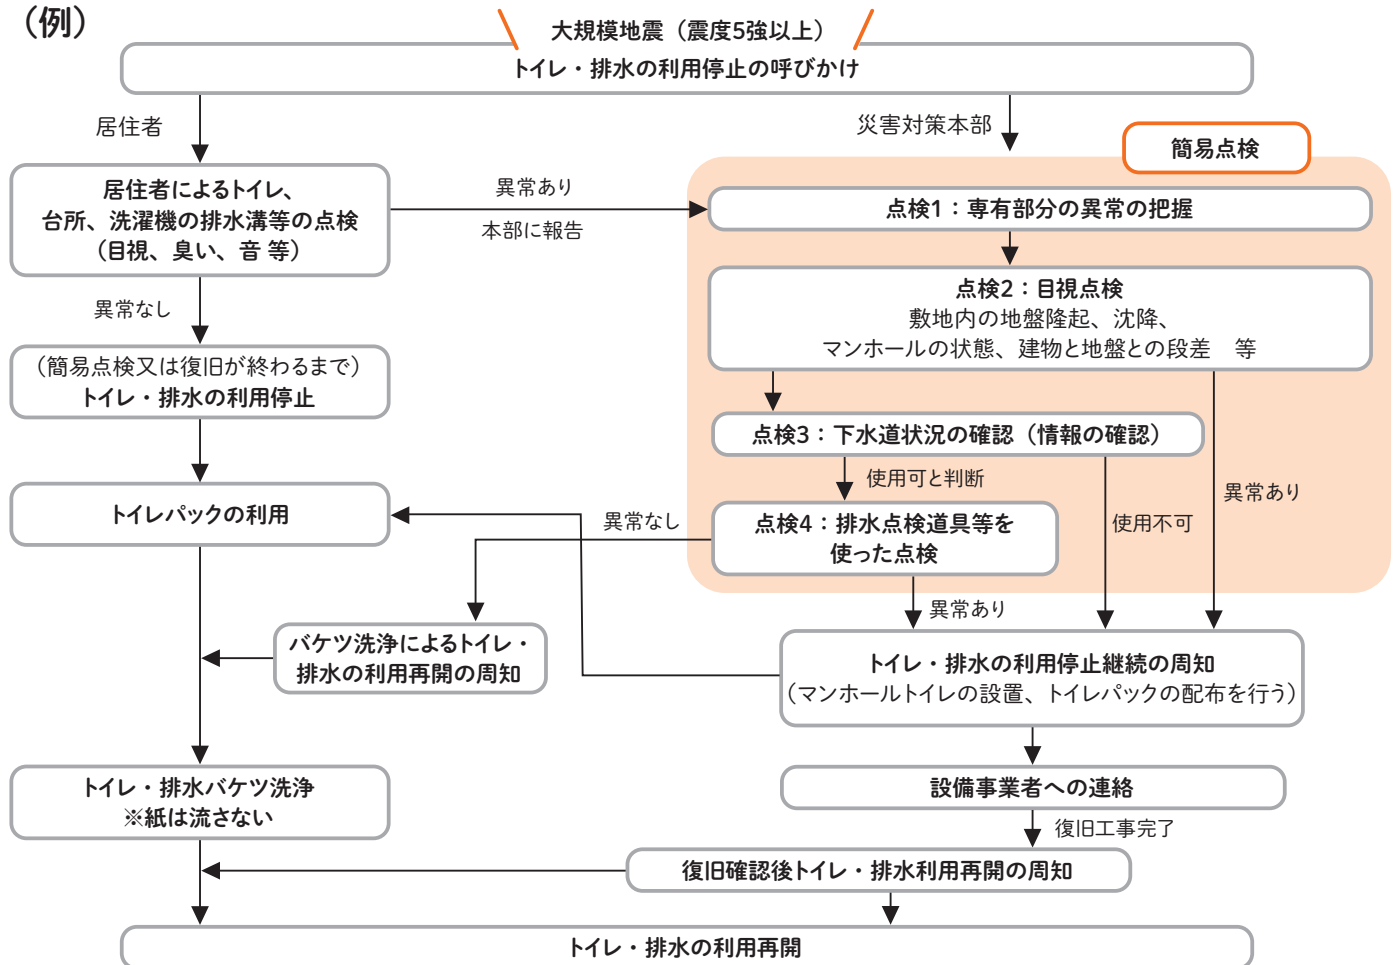 （例）
大規模地震（震度5強以上）
トイレ・排水の利用停止の呼びかけ
居住者
災害対策本部
簡易点検
居住者によるトイレ、
台所、洗濯機の排水溝等の点検
（目視、臭い、音 等）
異常あり
本部に報告
点検1：専有部分の異常の把握
点検2：目視点検
敷地内の地盤隆起、沈降、
マンホールの状態、建物と地盤との段差　等
異常なし
（簡易点検又は復旧が終わるまで）
トイレ・排水の利用停止
点検3：下水道状況の確認（情報の確認）
使用可と判断
異常あり
トイレパックの利用
異常なし
点検4：排水点検道具等を
使った点検
使用不可
異常あり
バケツ洗浄によるトイレ・
排水の利用再開の周知
トイレ・排水の利用停止継続の周知
（マンホールトイレの設置、トイレパックの配布を行う）
トイレ・排水バケツ洗浄
※紙は流さない
設備事業者への連絡
復旧工事完了
復旧確認後トイレ・排水利用再開の周知
トイレ・排水の利用再開